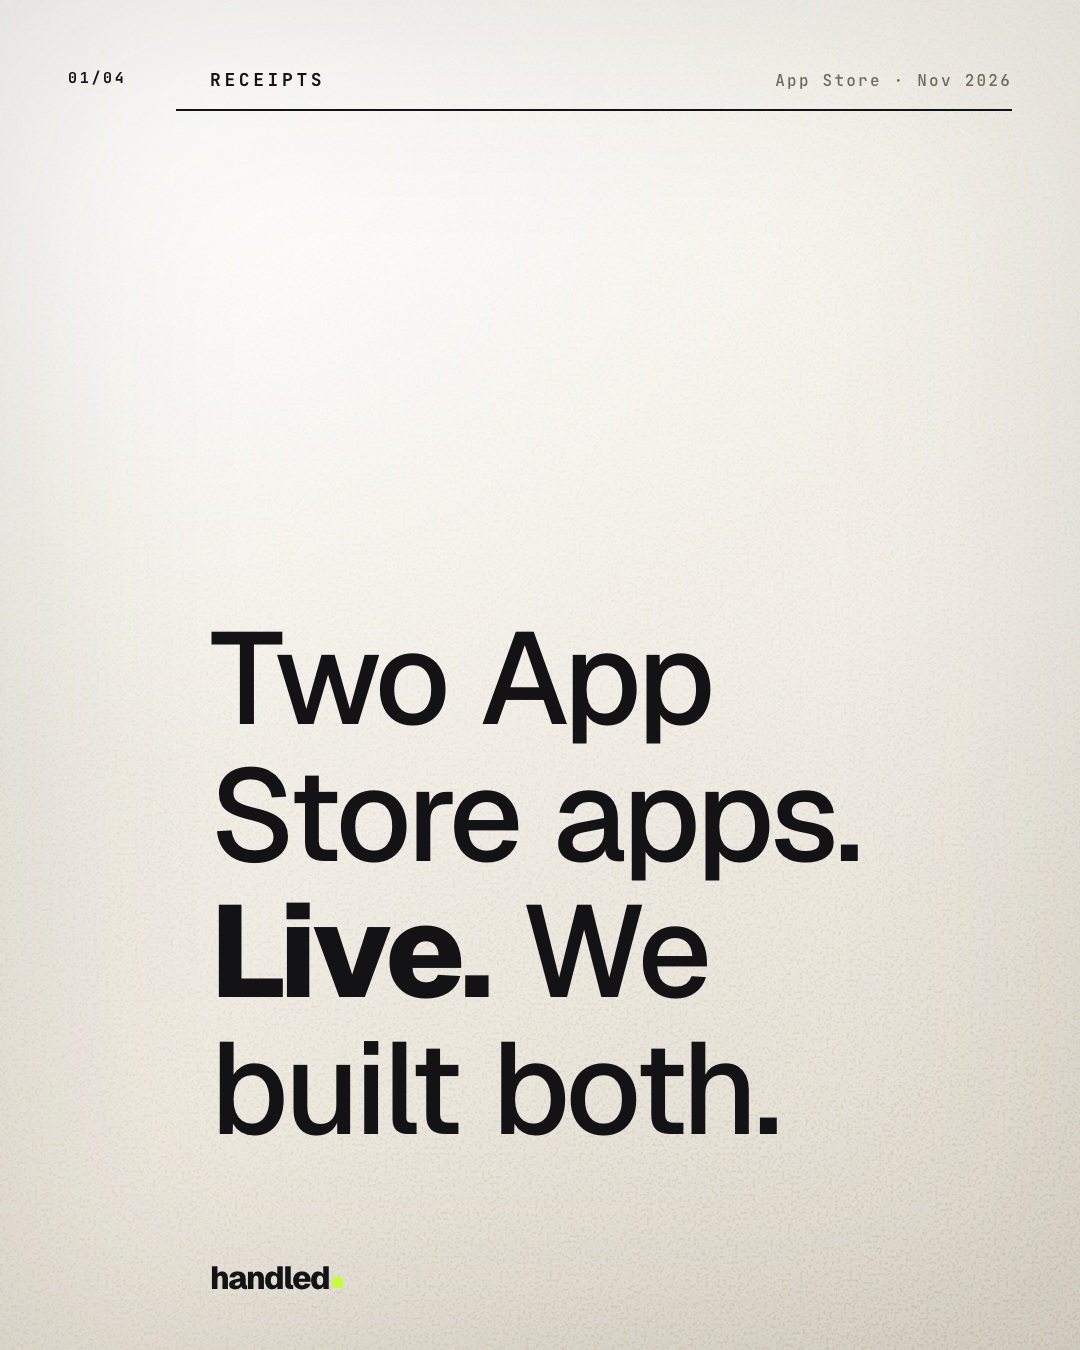 01/04
RECEIPTS
App Store · Nov 2026
Two App
Store apps.
Live. We
built both.
handled.